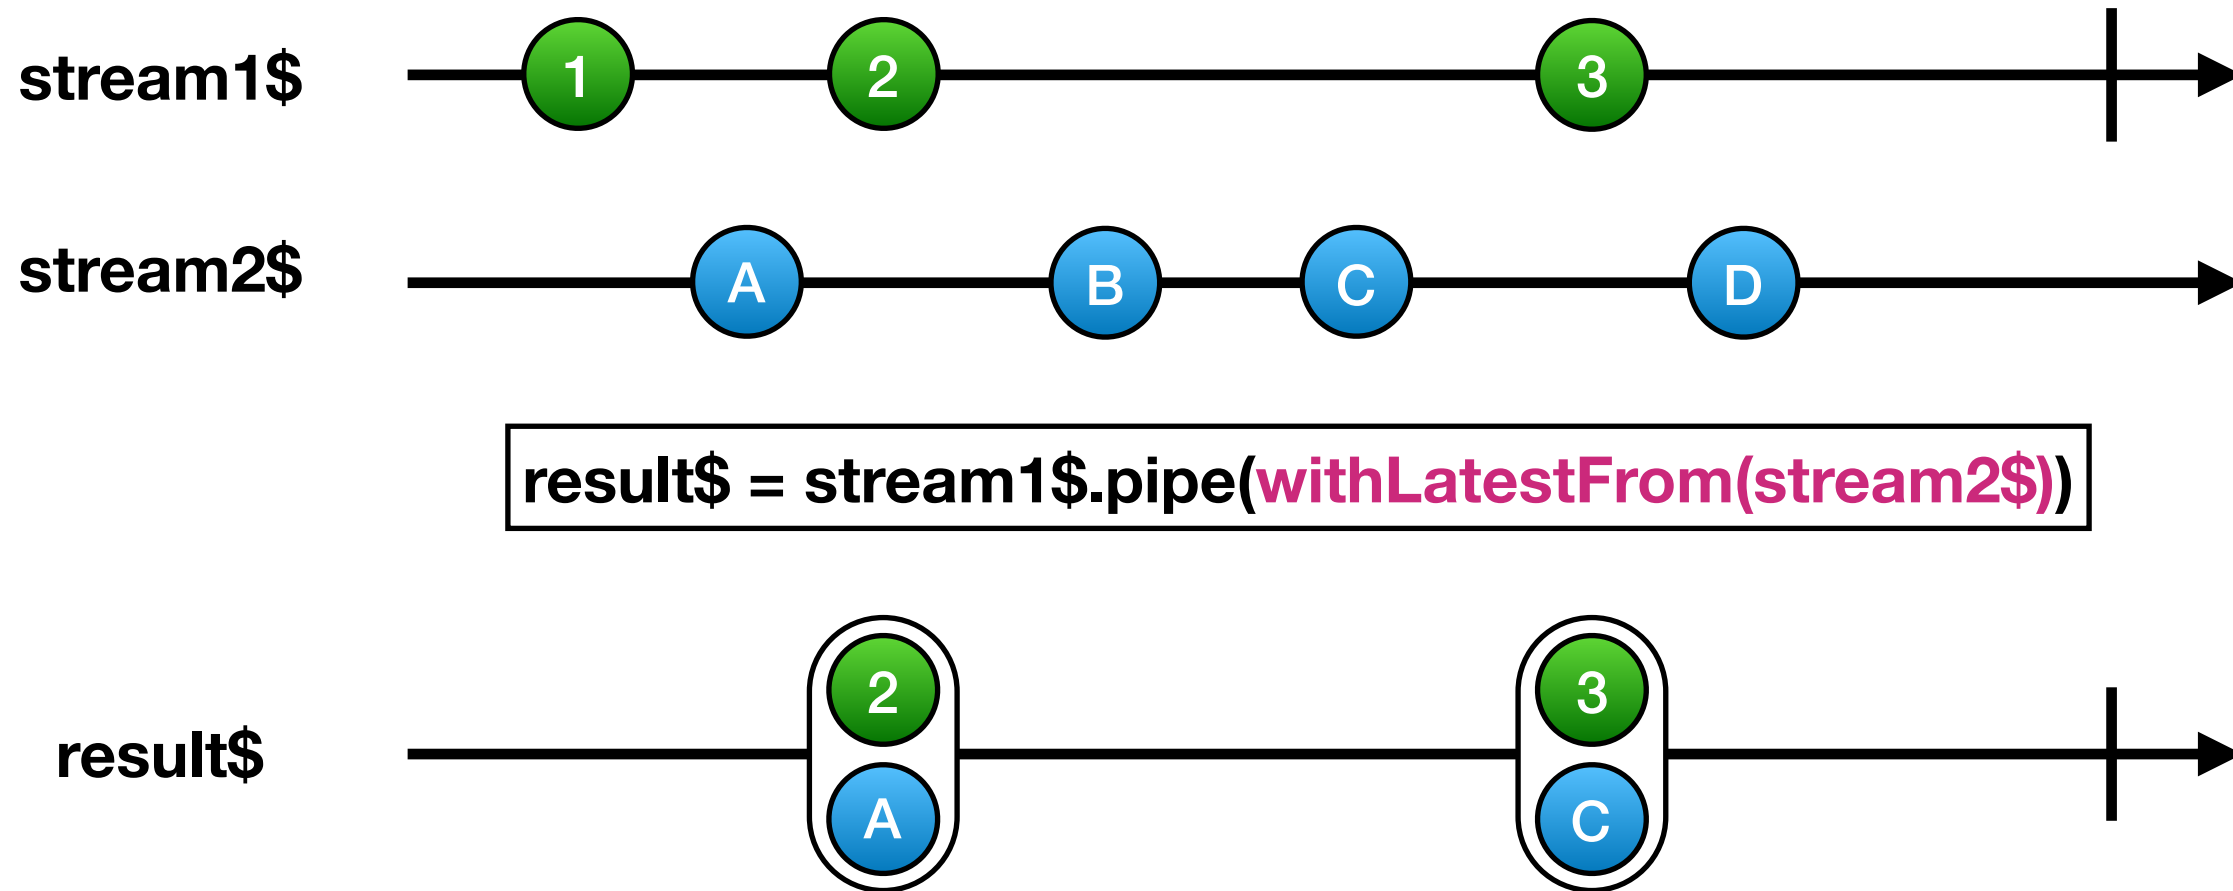 stream1$ 1 2 3
stream2$ A B C D
result$ = stream1$.pipe(withLatestFrom(stream2$))
2 3
result$
A C